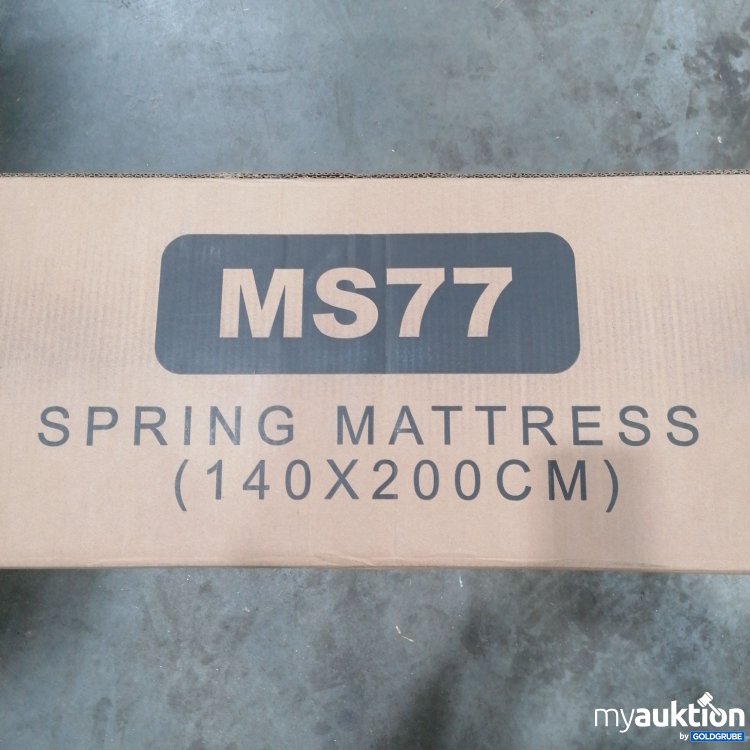 MS77
SPRING MATTRESS
(140X200CM)
myauktion
by GOLDGRUBE